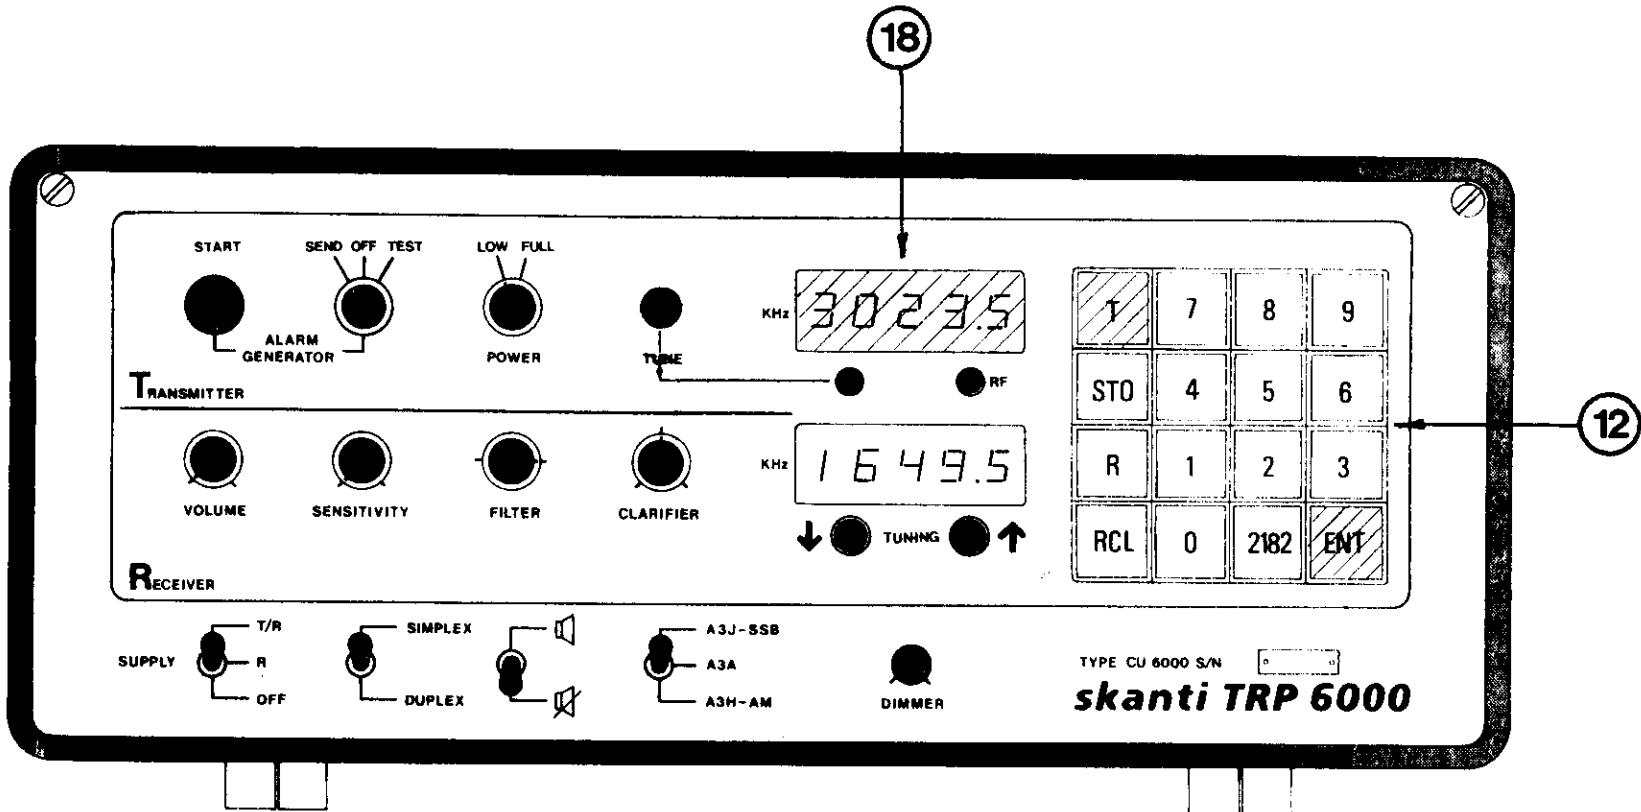 18
START
SEND OFF TEST
LOW FULL
KHz
3023.5
T
7
8
9
ALARM
GENERATOR
POWER
TUNE
TRANSMITTER
RF
STO
4
5
6
12
KHz
1649.5
R
1
2
3
VOLUME
SENSITIVITY
FILTER
CLARIFIER
TUNING
RCL
0
2182
ENT
RECEIVER
SUPPLY
T/R
R
OFF
SIMPLEX
DUPLEX
A3J-SSB
A3A
A3H-AM
DIMMER
TYPE CU 6000 S/N
skanti TRP 6000